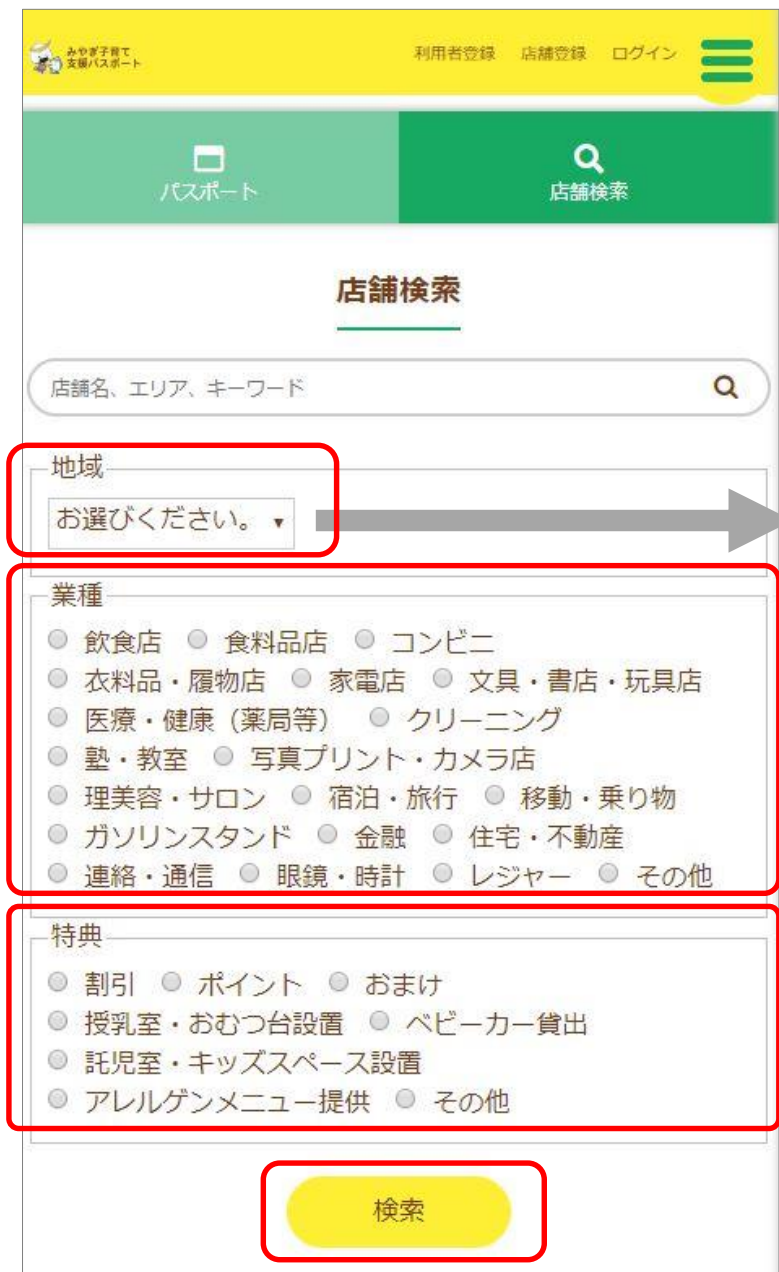 みやぎ子育て
支援パスポート
利用者登録 店舗登録 ログイン
パスポート
店舗検索
店舗検索
店舗名、エリア、キーワード
地域
お選びください。
業種
飲食店 食料品店 コンビニ
衣料品・履物店 家電店 文具・書店・玩具店
医療・健康（薬局等） クリーニング
塾・教室 写真プリント・カメラ店
理美容・サロン 宿泊・旅行 移動・乗り物
ガソリンスタンド 金融 住宅・不動産
連絡・通信 眼鏡・時計 レジャー その他
特典
割引 ポイント おまけ
授乳室・おむつ台設置 ベビーカー貸出
託児室・キッズスペース設置
アレルゲンメニュー提供 その他
検索